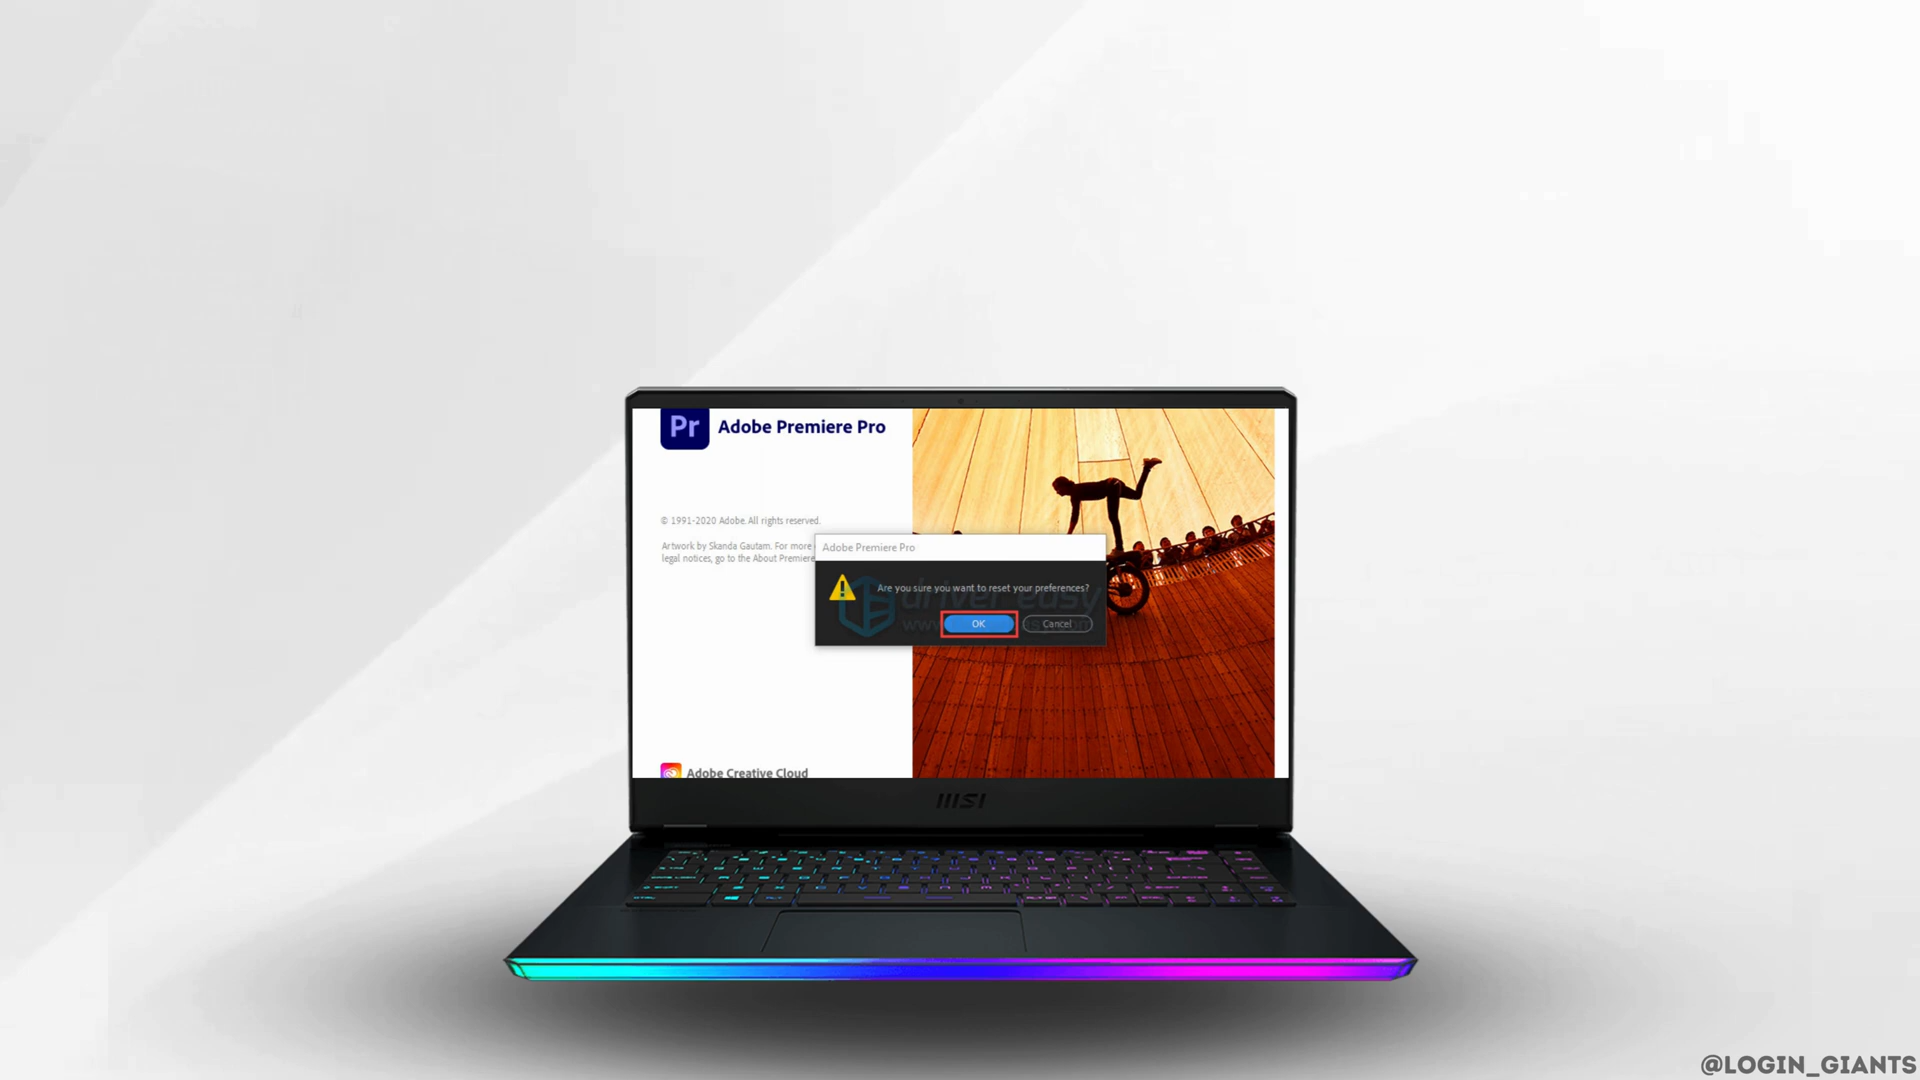 Pr Adobe Premiere Pro
© 1991-2020 Adobe. All rights reserved.
Artwork by Skanda Gautam. For more
legal notices, go to the About Premiere
Adobe Premiere Pro
Are you sure you want to reset your preferences?
driver easy
OK
Cancel
Adobe Creative Cloud
msi
@LOGIN_GIANTS